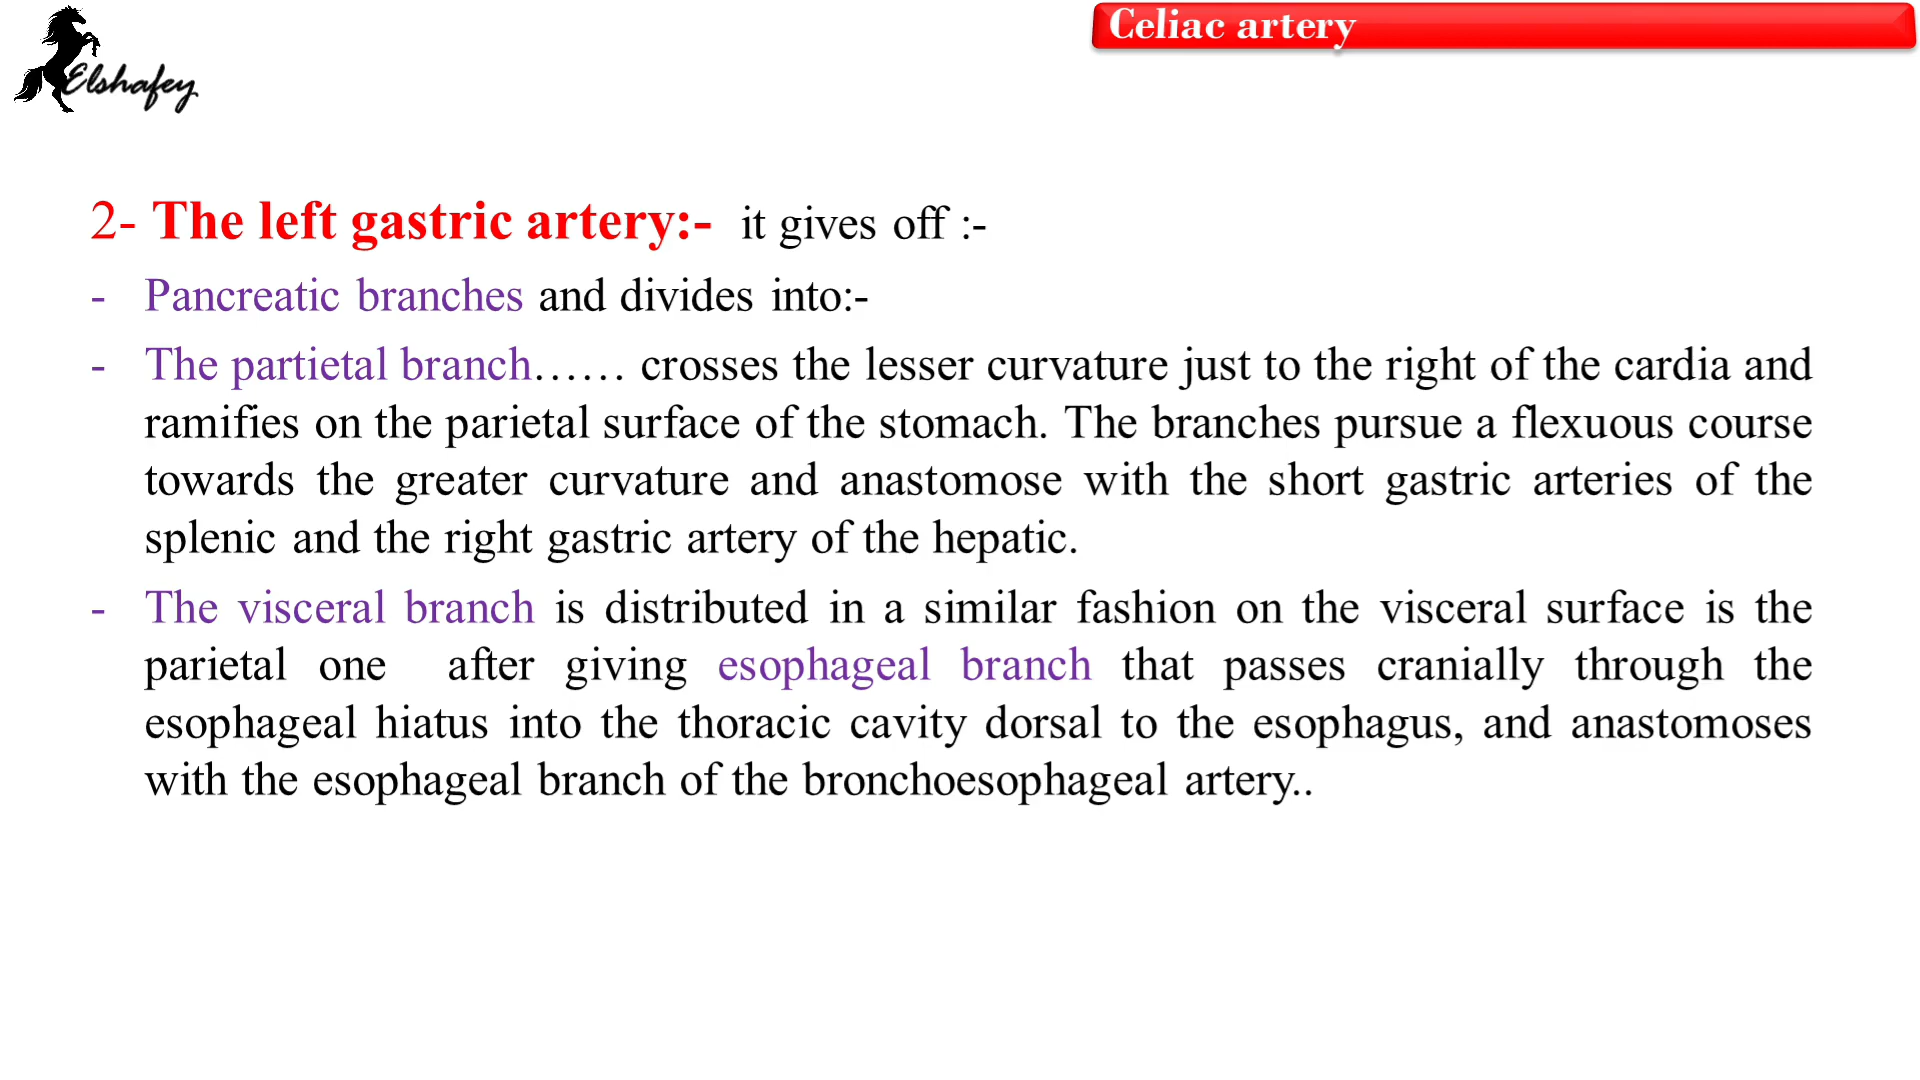 Elshafey
Celiac artery
2- The left gastric artery:- it gives off :-
- Pancreatic branches and divides into:-
- The partietal branch…… crosses the lesser curvature just to the right of the cardia and
ramifies on the parietal surface of the stomach. The branches pursue a flexuous course
towards the greater curvature and anastomose with the short gastric arteries of the
splenic and the right gastric artery of the hepatic.
- The visceral branch is distributed in a similar fashion on the visceral surface is the
parietal one after giving esophageal branch that passes cranially through the
esophageal hiatus into the thoracic cavity dorsal to the esophagus, and anastomoses
with the esophageal branch of the bronchoesophageal artery..